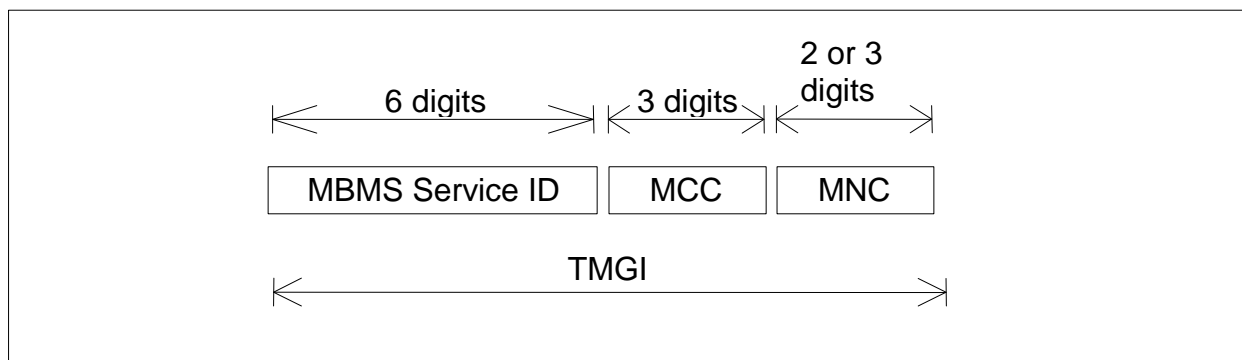 2 or 3
digits
6 digits
3 digits
MBMS Service ID
MCC
MNC
TMGI